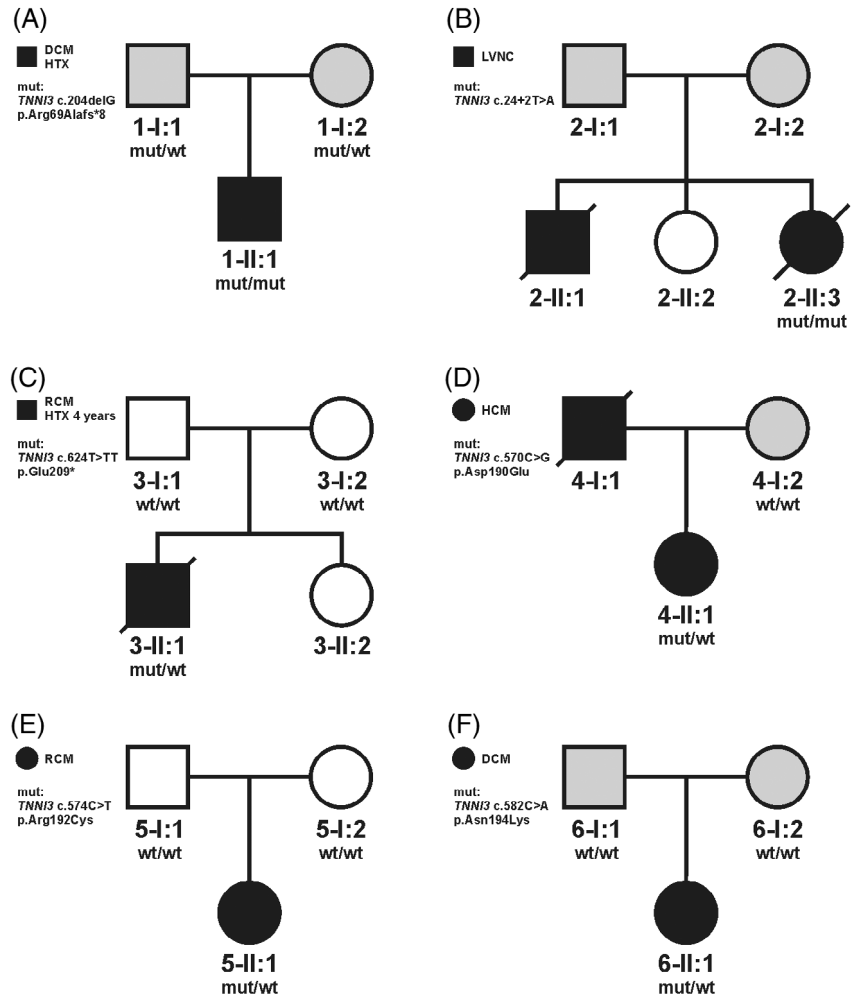 (A)
DCM
HTX
mut:
TNNI3 c.204delG
p.Arg69Alafs*8
1-I:1
mut/wt
1-I:2
mut/wt
1-II:1
mut/mut
(B)
LVNC
mut:
TNNI3 c.24+2T>A
2-I:1
2-I:2
2-II:1
2-II:2
2-II:3
mut/mut
(C)
RCM
HTX 4 years
mut:
TNNI3 c.624T>TT
p.Glu209*
3-I:1
wt/wt
3-I:2
wt/wt
3-II:1
mut/wt
3-II:2
(D)
HCM
mut:
TNNI3 c.570C>G
p.Asp190Glu
4-I:1
4-I:2
wt/wt
4-II:1
mut/wt
(E)
RCM
mut:
TNNI3 c.574C>T
p.Arg192Cys
5-I:1
wt/wt
5-I:2
wt/wt
5-II:1
mut/wt
(F)
DCM
mut:
TNNI3 c.582C>A
p.Asn194Lys
6-I:1
wt/wt
6-I:2
wt/wt
6-II:1
mut/wt